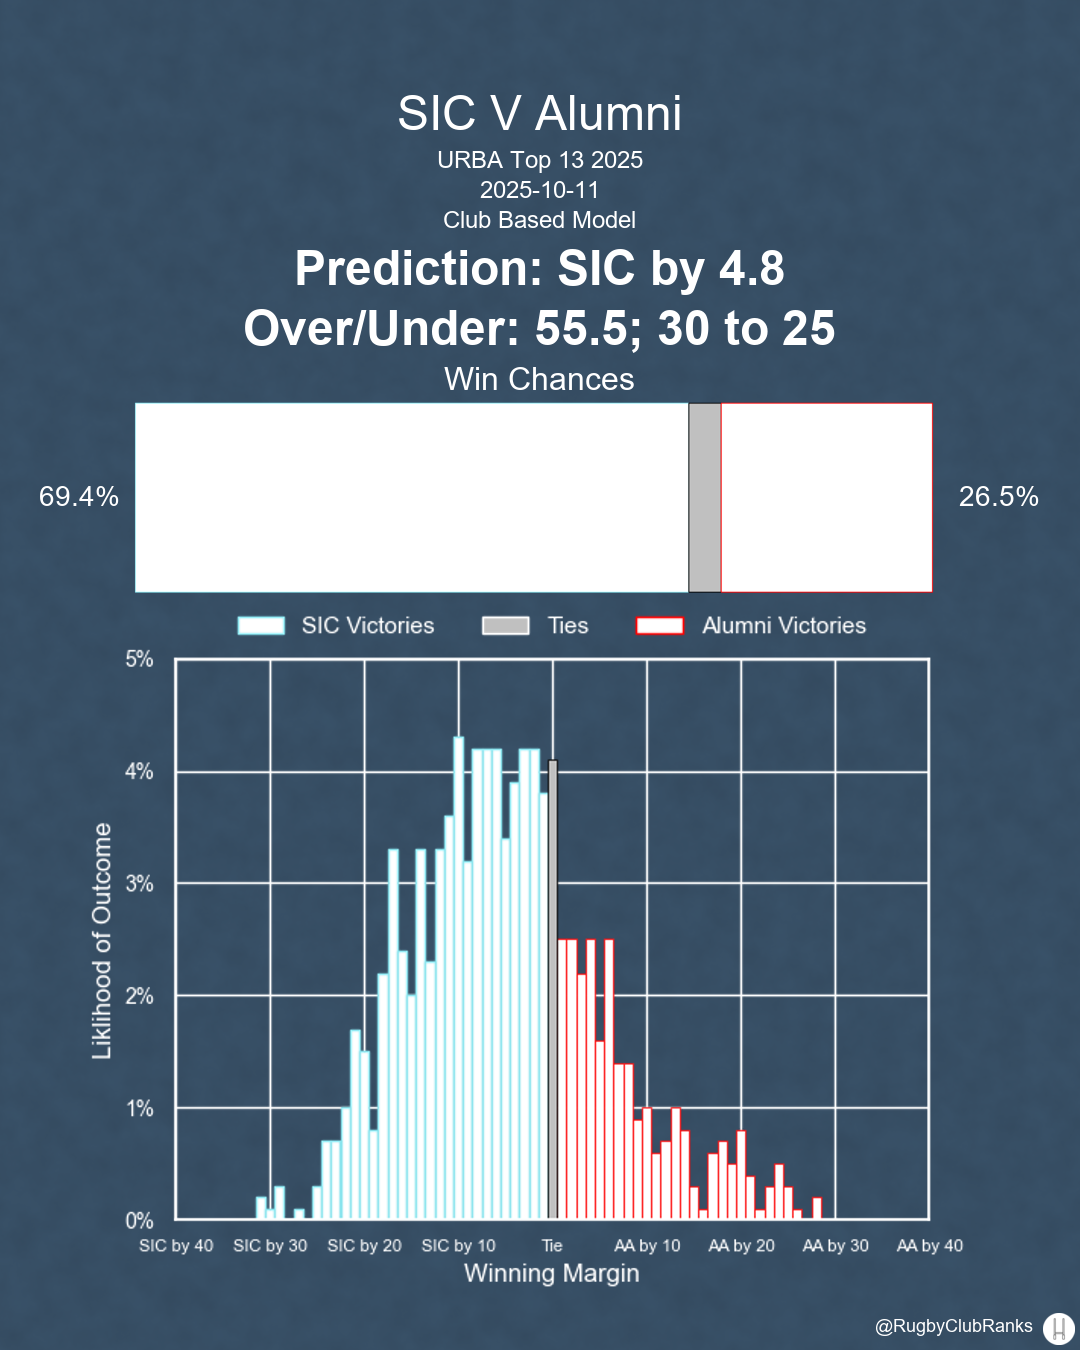 SIC V Alumni
URBA Top 13 2025
2025-10-11
Club Based Model
Prediction: SIC by 4.8
Over/Under: 55.5; 30 to 25
Win Chances
69.4%
26.5%
SIC Victories
Ties
Alumni Victories
5%
4%
3%
2%
1%
0%
Liklihood of Outcome
SIC by 40
SIC by 30
SIC by 20
SIC by 10
Tie
AA by 10
AA by 20
AA by 30
AA by 40
Winning Margin
@RugbyClubRanks